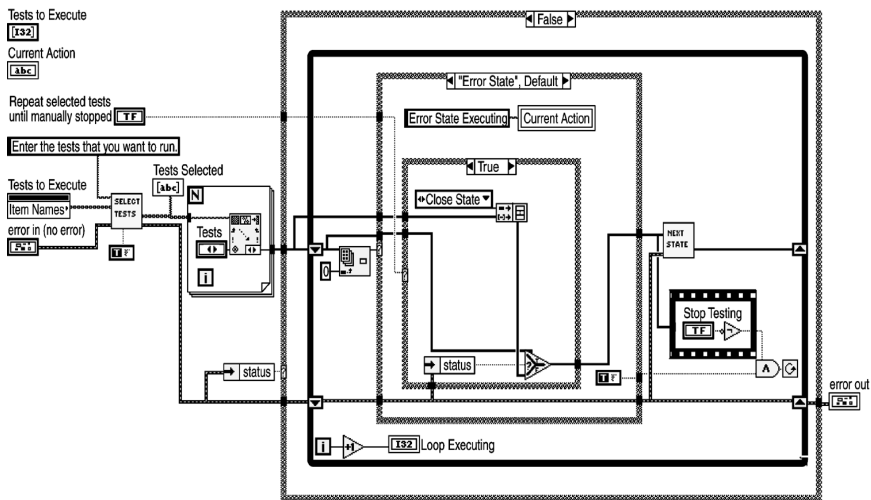 Tests to Execute
[I32]
Current Action
abc
Repeat selected tests
until manually stopped
TF
Enter the tests that you want to run.
Tests to Execute
Item Names
error in (no error)
SELECT
TESTS
T F
Tests Selected
[abc]
N
Tests
i
status
False
"Error State", Default
Error State Executing
Current Action
True
Close State
0
status
?
T
F
NEXT
STATE
Stop Testing
TF
T F
Λ
i
+1
I32
Loop Executing
error out